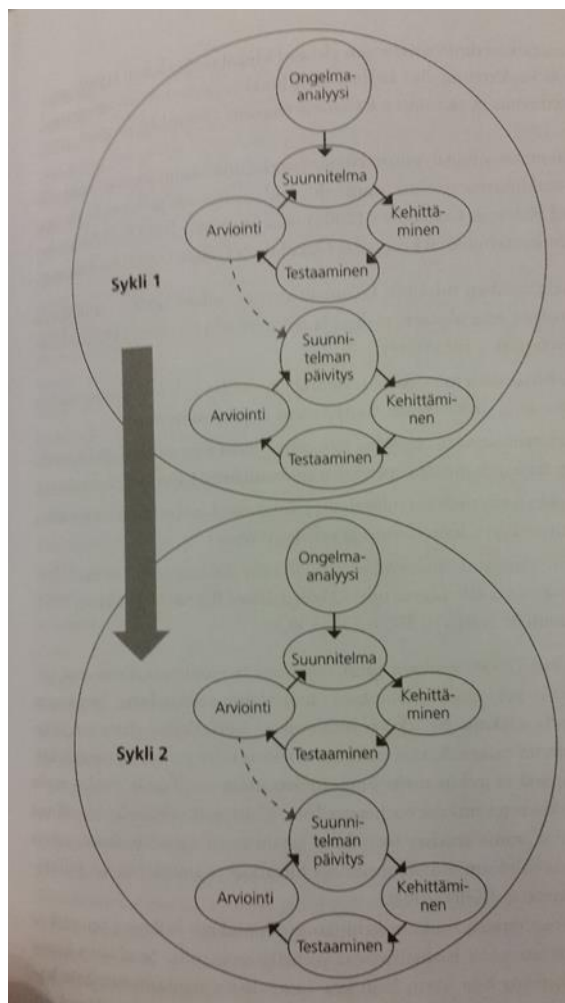 Ongelma-
analyysi
Suunnitelma
Kehittä-
minen
Arviointi
Testaaminen
Sykli 1
Suunni-
telman
päivitys
Kehittämi-
nen
Arviointi
Testaaminen
Ongelma-
analyysi
Suunnitelma
Kehittä-
minen
Arviointi
Testaaminen
Sykli 2
Suunni-
telman
päivitys
Kehittämi-
nen
Arviointi
Testaaminen